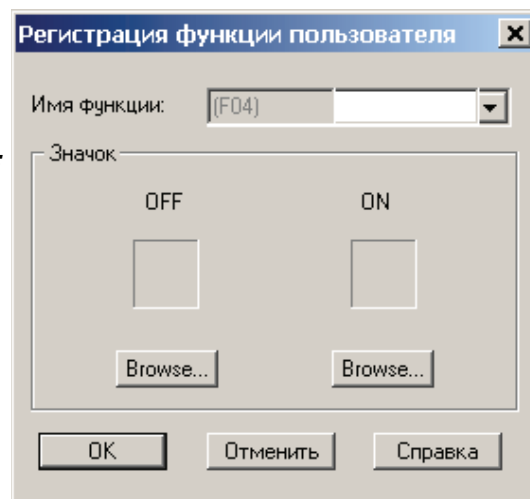 Регистрация функции пользователя
Имя функции: (F04)
Значок
OFF ON
Browse... Browse...
OK Отменить Справка